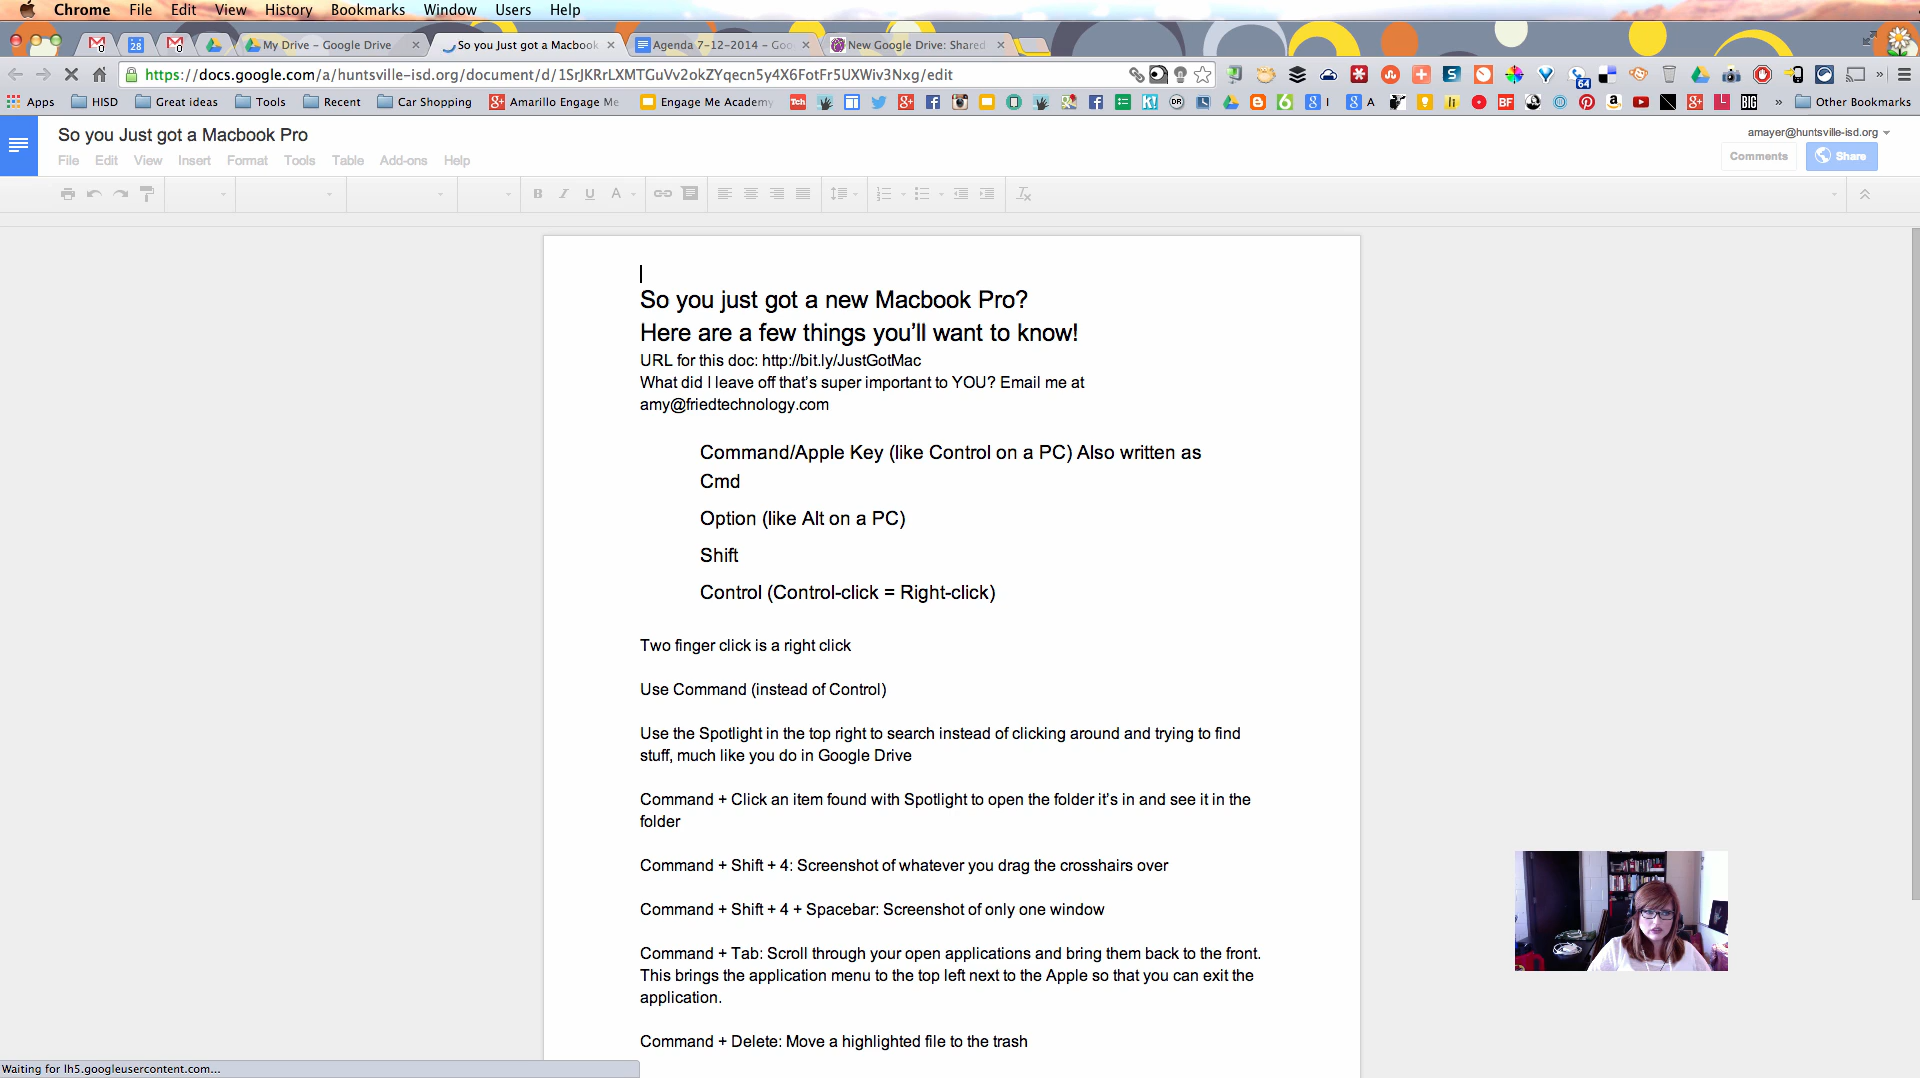 Chrome File Edit View History Bookmarks Window Users Help
My Drive – Google Drive
So you Just got a Macbook
Agenda 7-12-2014 – Goo
New Google Drive: Shared
https://docs.google.com/a/huntsville-isd.org/document/d/1SrJKRrLXMTGuVv2okZYqecn5y4X6FotFr5UXWiv3Nxg/edit
Apps HISD Great ideas Tools Recent Car Shopping Amarillo Engage Me Engage Me Academy Other Bookmarks
So you Just got a Macbook Pro
amayer@huntsville-isd.org
File Edit View Insert Format Tools Table Add-ons Help
Comments Share
So you just got a new Macbook Pro?
Here are a few things you’ll want to know!
URL for this doc: http://bit.ly/JustGotMac
What did I leave off that’s super important to YOU? Email me at
amy@friedtechnology.com
Command/Apple Key (like Control on a PC) Also written as
Cmd
Option (like Alt on a PC)
Shift
Control (Control-click = Right-click)
Two finger click is a right click
Use Command (instead of Control)
Use the Spotlight in the top right to search instead of clicking around and trying to find
stuff, much like you do in Google Drive
Command + Click an item found with Spotlight to open the folder it’s in and see it in the
folder
Command + Shift + 4: Screenshot of whatever you drag the crosshairs over
Command + Shift + 4 + Spacebar: Screenshot of only one window
Command + Tab: Scroll through your open applications and bring them back to the front.
This brings the application menu to the top left next to the Apple so that you can exit the
application.
Command + Delete: Move a highlighted file to the trash
Waiting for lh5.googleusercontent.com...